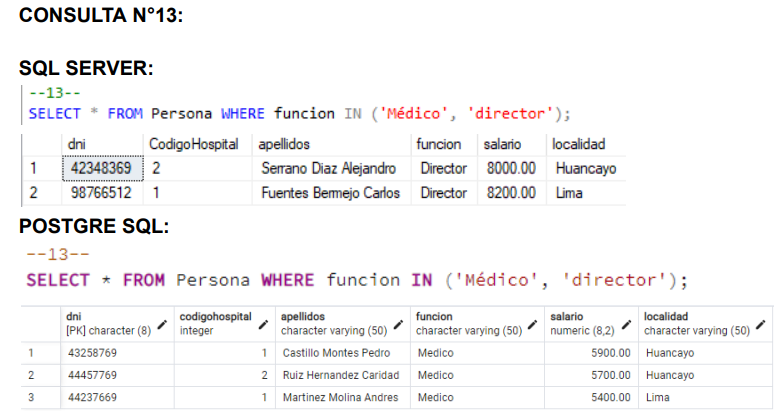 CONSULTA N°13:
SQL SERVER:
--13--
SELECT * FROM Persona WHERE funcion IN ('Médico', 'director');
dni CodigoHospital apellidos funcion salario localidad
1 42348369 2 Serrano Diaz Alejandro Director 8000.00 Huancayo
2 98766512 1 Fuentes Bermejo Carlos Director 8200.00 Lima
POSTGRE SQL:
--13--
SELECT * FROM Persona WHERE funcion IN ('Médico', 'director');
dni codigohospital apellidos funcion salario localidad
[PK] character (8) integer character varying (50) character varying (50) numeric (8,2) character varying (50)
1 43258769 1 Castillo Montes Pedro Medico 5900.00 Huancayo
2 44457769 2 Ruiz Hernandez Caridad Medico 5700.00 Huancayo
3 44237669 1 Martinez Molina Andres Medico 5400.00 Lima